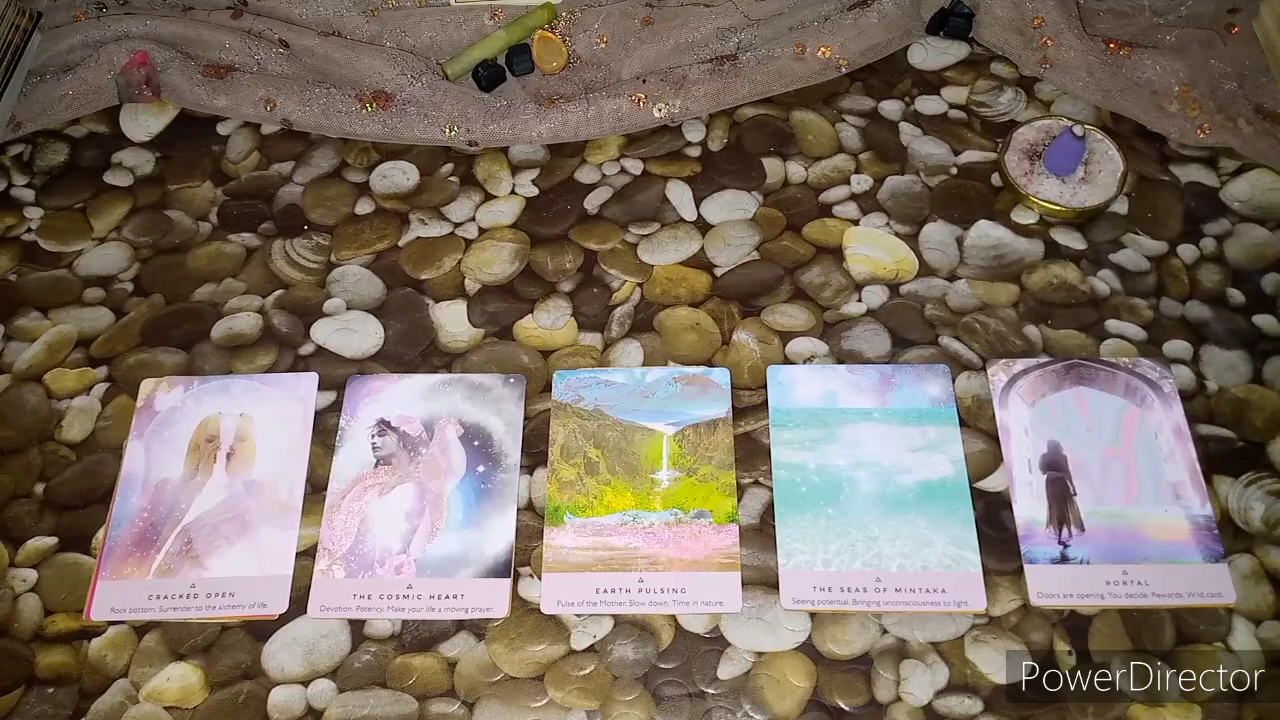 CRACKED OPEN
Rock bottom. Surrender to the alchemy of life.
THE COSMIC HEART
Devotion. Potency. Make your life a moving prayer.
EARTH PULSING
Pulse of the Mother. Slow down. Time in nature.
THE SEAS OF MINTAKA
Seeing potential. Bringing unconsciousness to light.
PORTAL
Doors are opening. You decide. Rewards. Wild card.
PowerDirector